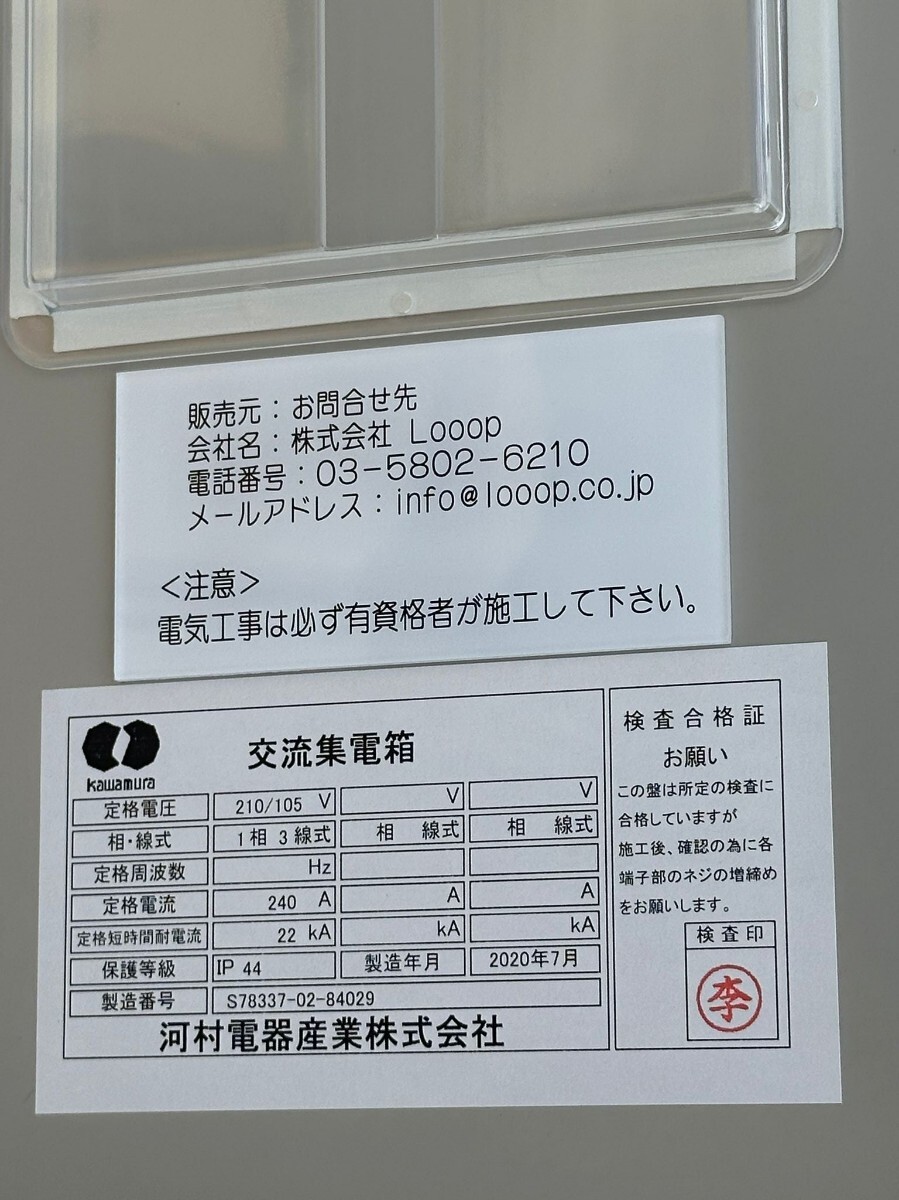 販売元：お問合せ先
会社名：株式会社 Looop
電話番号：03-5802-6210
メールアドレス：info@looop.co.jp
＜注意＞
電気工事は必ず有資格者が施工して下さい。
kawamura
交流集電箱
定格電圧 210/105 V V V
相・線式 1相 3線式 相 線式 相 線式
定格周波数 Hz
定格電流 240 A A A
定格短時間耐電流 22 kA kA kA
保護等級 IP 44 製造年月 2020年7月
製造番号 S78337-02-84029
河村電器産業株式会社
検査合格証
お願い
この盤は所定の検査に
合格していますが
施工後、確認の為に各
端子部のネジの増締め
をお願いします。
検査印
李